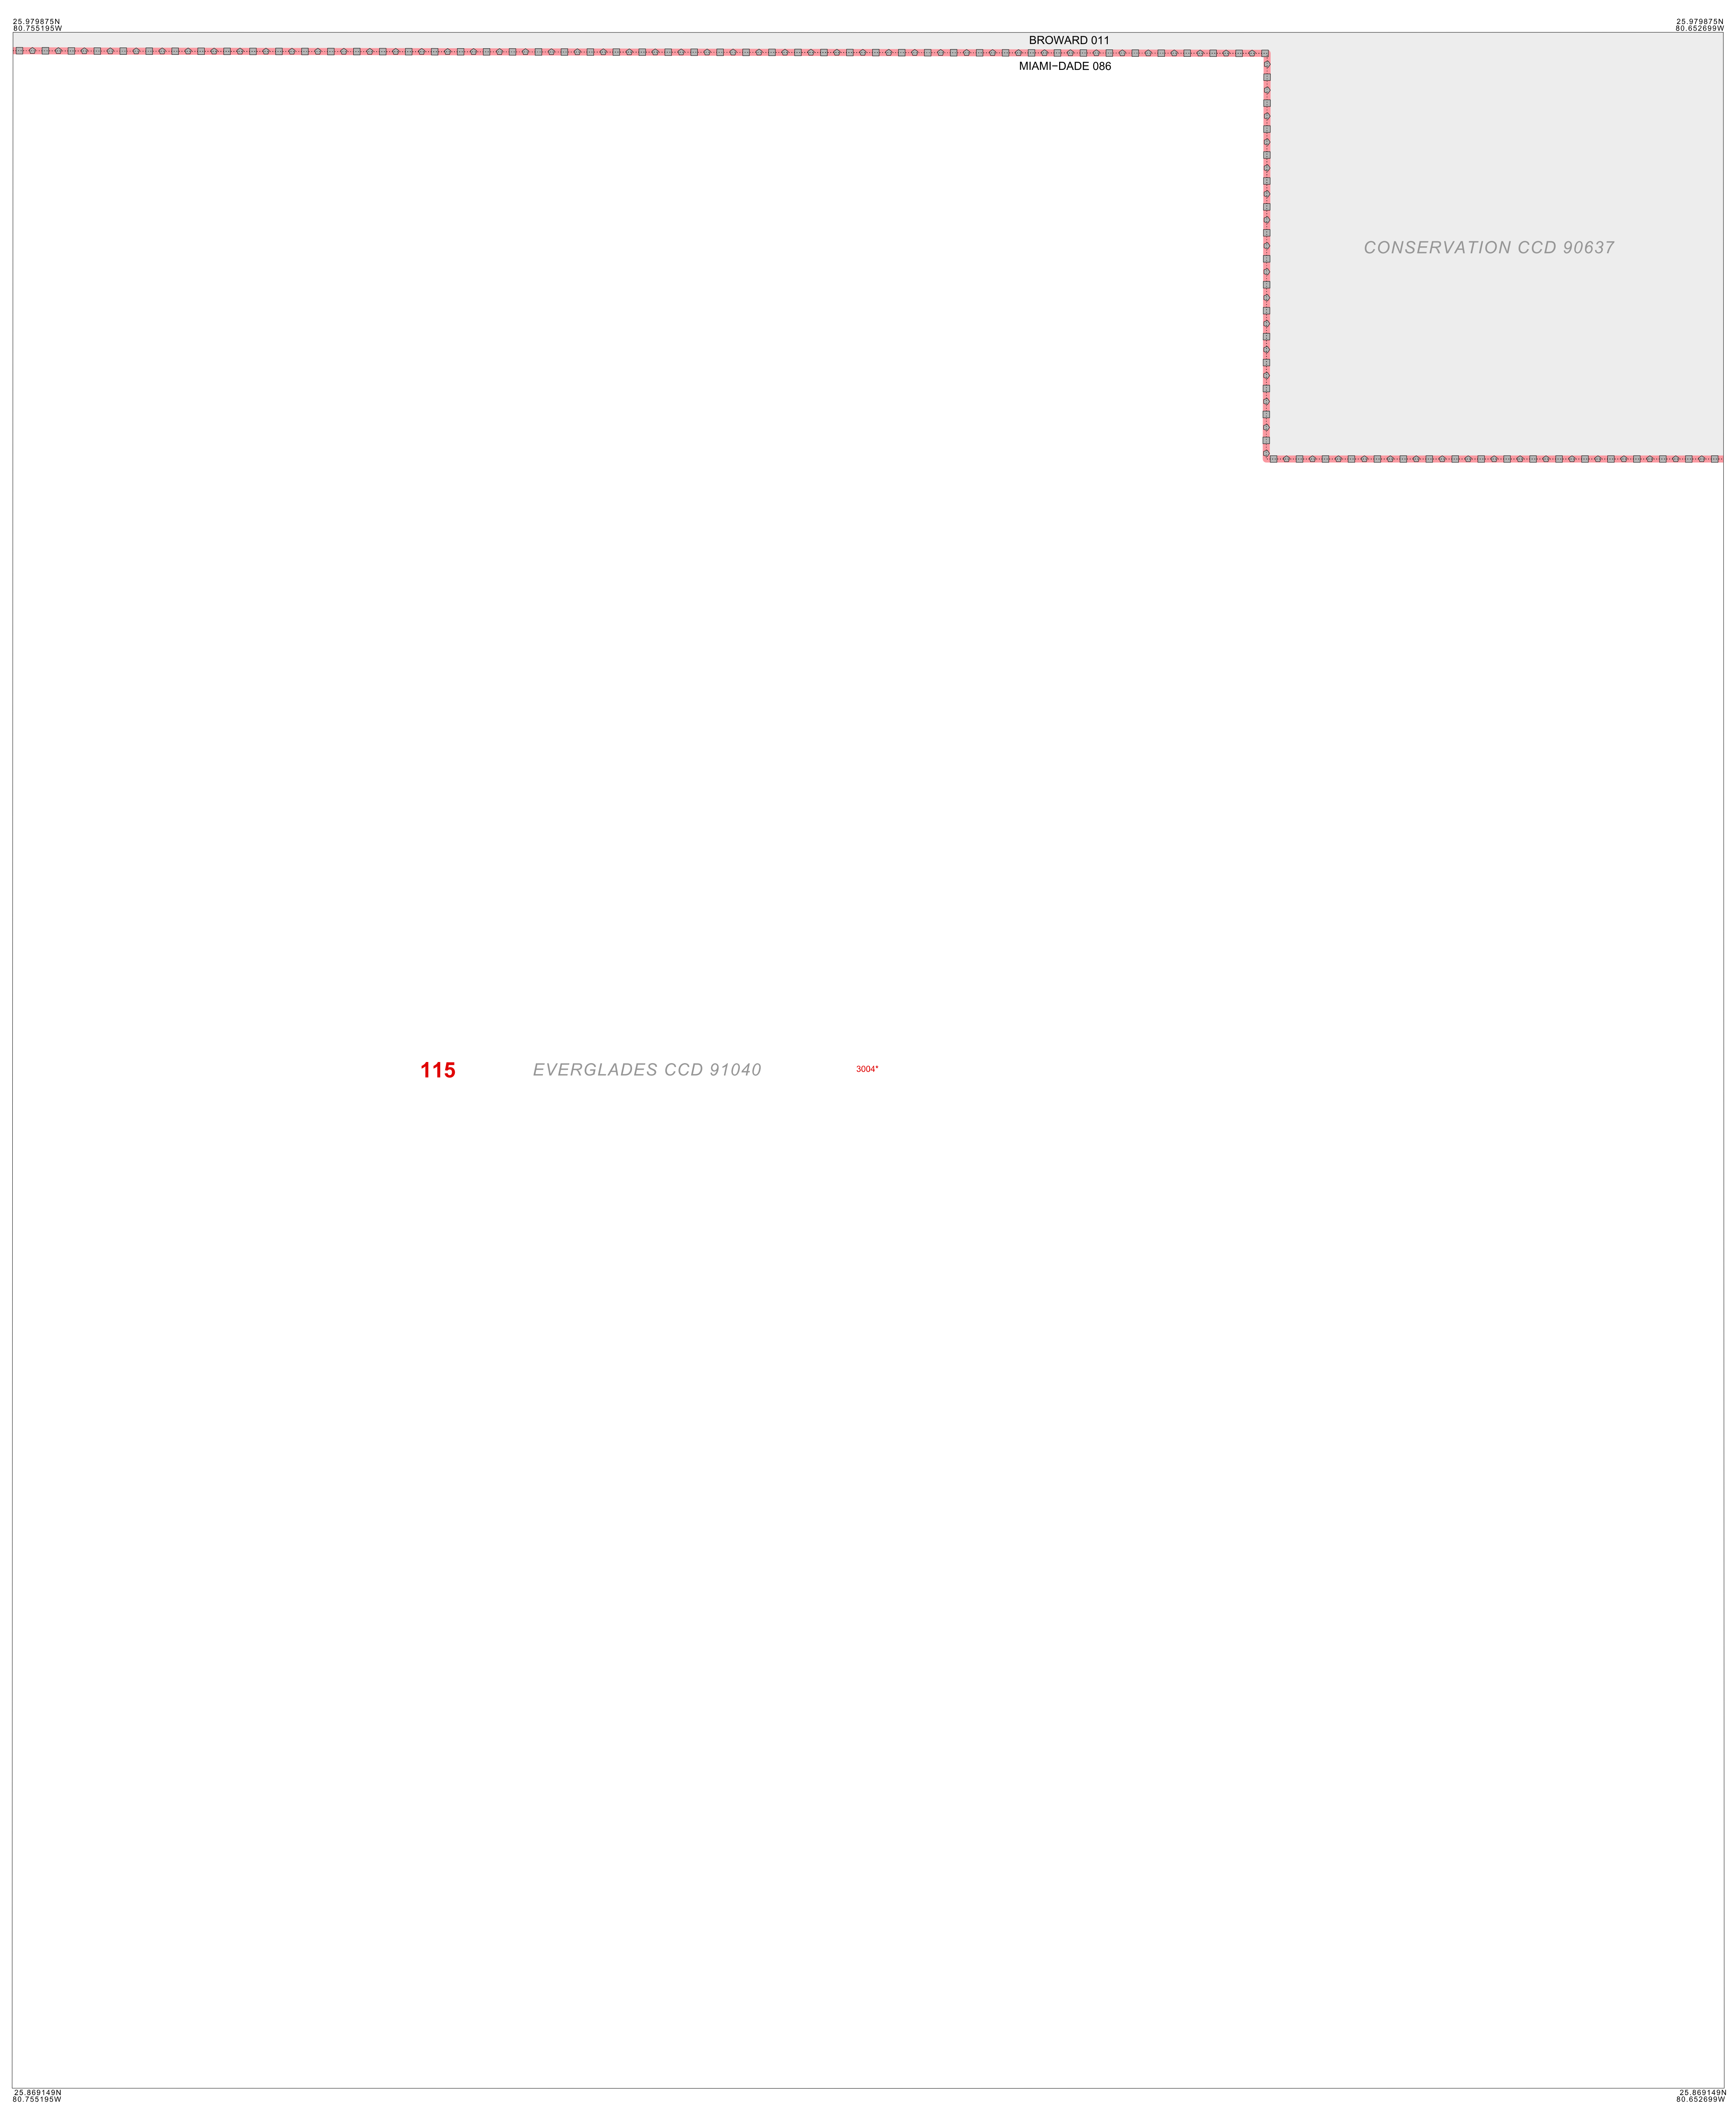 25.979875N
80.755195W
25.979875N
80.652699W
BROWARD 011
MIAMI−DADE 086
CONSERVATION CCD 90637
115
EVERGLADES CCD 91040
3004*
25.869149N
80.755195W
25.869149N
80.652699W